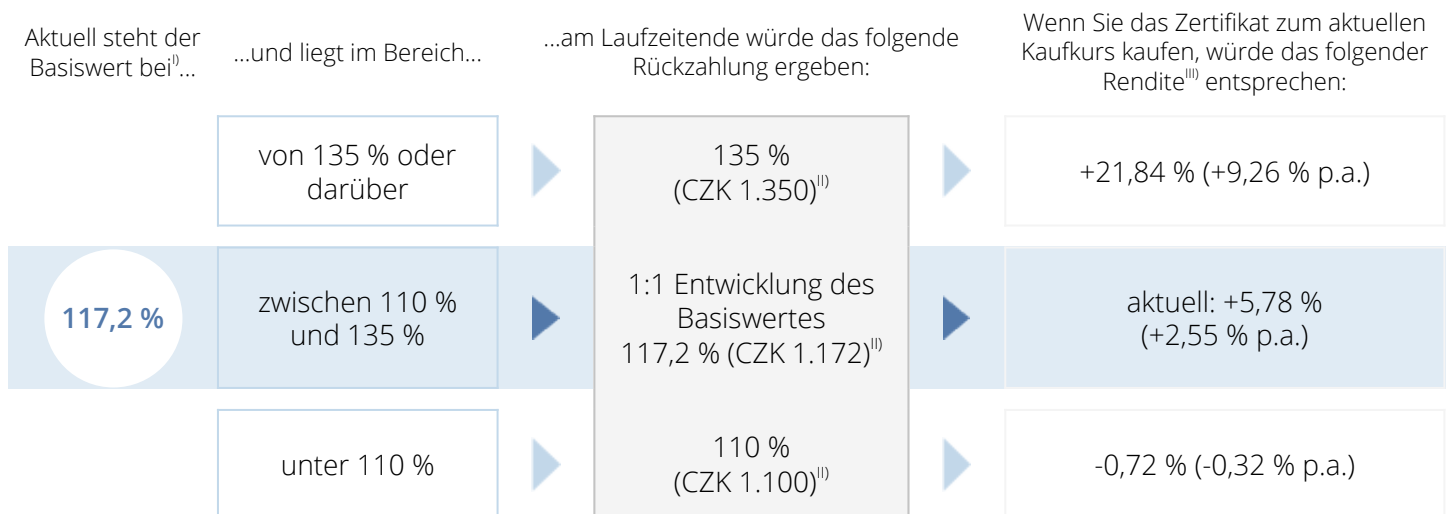 Aktuell steht der
Basiswert bei I)...
...und liegt im Bereich...
...am Laufzeitende würde das folgende
Rückzahlung ergeben:
Wenn Sie das Zertifikat zum aktuellen
Kaufkurs kaufen, würde das folgender
Rendite III) entsprechen:
von 135 % oder
darüber
135 %
(CZK 1.350) II)
+21,84 % (+9,26 % p.a.)
117,2 %
zwischen 110 %
und 135 %
1:1 Entwicklung des
Basiswertes
117,2 % (CZK 1.172) II)
aktuell: +5,78 %
(+2,55 % p.a.)
unter 110 %
110 %
(CZK 1.100) II)
-0,72 % (-0,32 % p.a.)